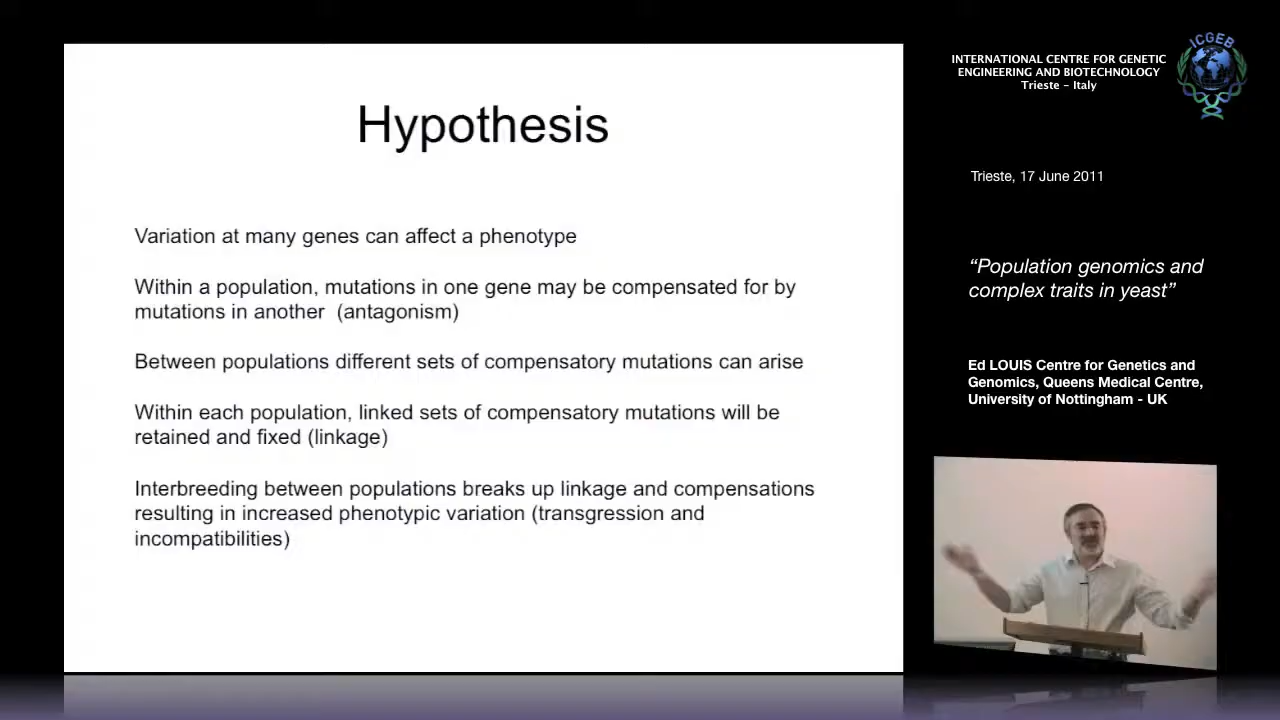 Hypothesis
Variation at many genes can affect a phenotype
Within a population, mutations in one gene may be compensated for by
mutations in another  (antagonism)
Between populations different sets of compensatory mutations can arise
Within each population, linked sets of compensatory mutations will be
retained and fixed (linkage)
Interbreeding between populations breaks up linkage and compensations
resulting in increased phenotypic variation (transgression and
incompatibilities)
INTERNATIONAL CENTRE FOR GENETIC
ENGINEERING AND BIOTECHNOLOGY
Trieste - Italy
ICGEB
Trieste, 17 June 2011
“Population genomics and
complex traits in yeast”
Ed LOUIS Centre for Genetics and
Genomics, Queens Medical Centre,
University of Nottingham - UK